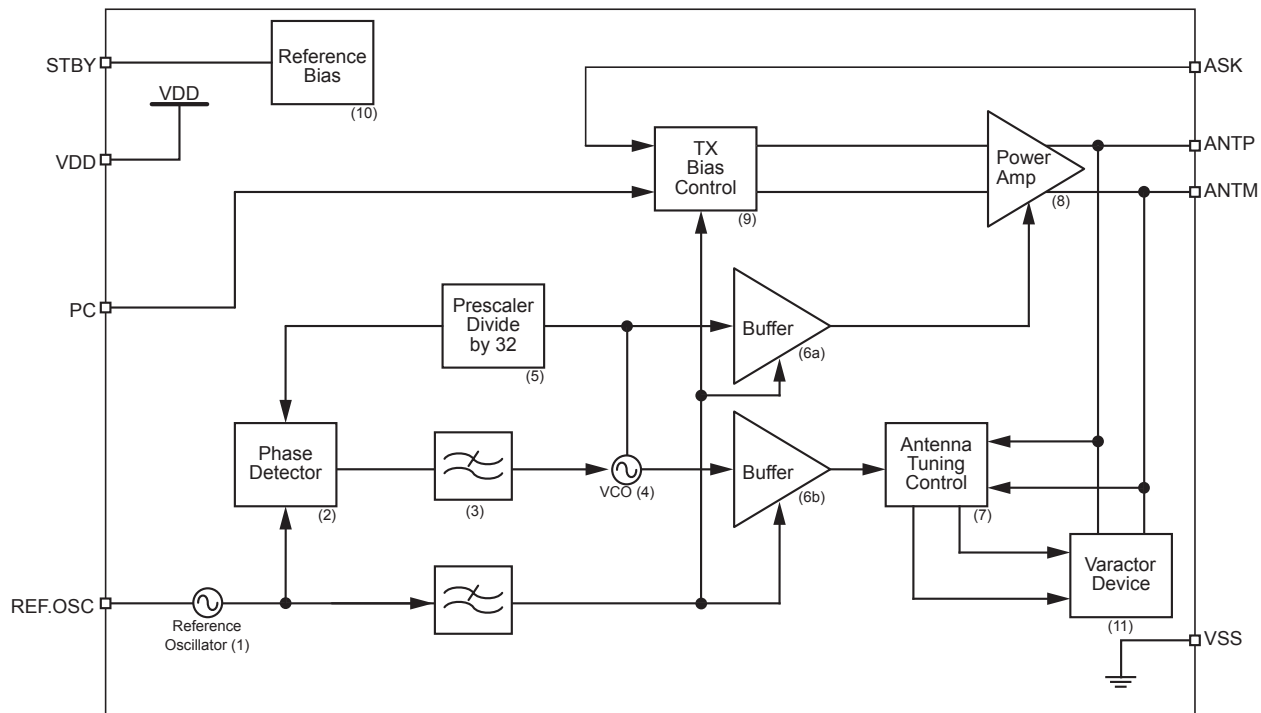 STBY
Reference
Bias
(10)
ASK
VDD
VDD
TX
Bias
Control
(9)
Power
Amp
(8)
ANTP
ANTM
PC
Prescaler
Divide
by 32
(5)
Buffer
(6a)
Phase
Detector
(2)
(3)
VCO (4)
Buffer
(6b)
Antenna
Tuning
Control
(7)
Varactor
Device
(11)
REF.OSC
Reference
Oscillator (1)
VSS